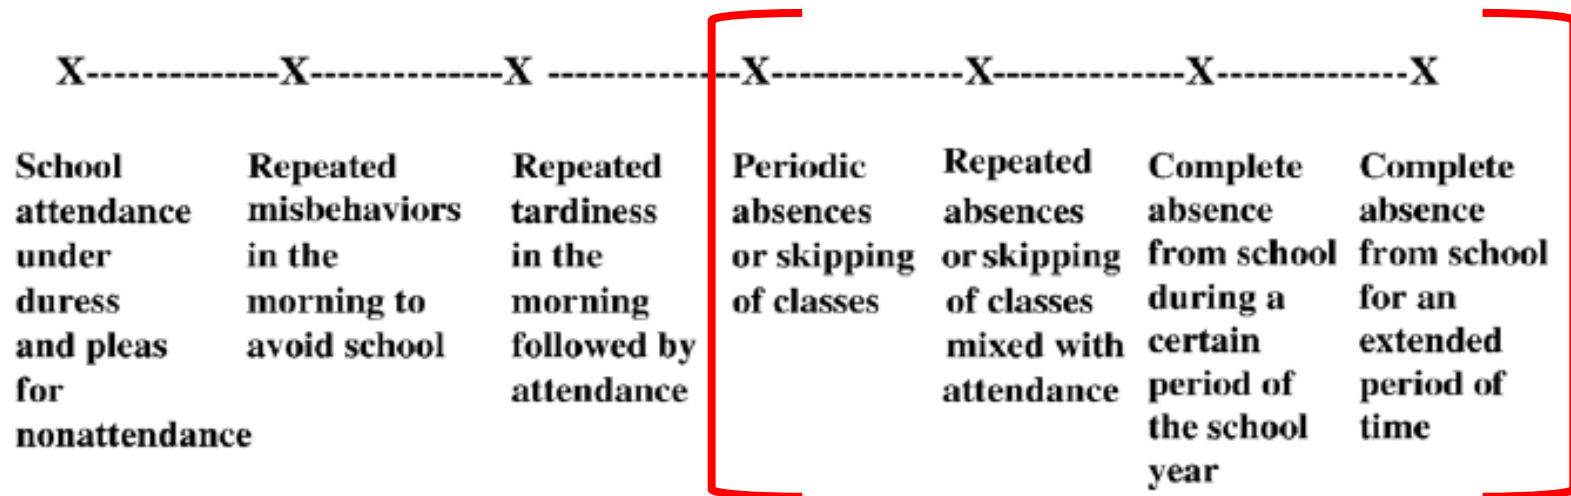 X--------------X--------------X --------------X--------------X--------------X--------------X
School
attendance
under
duress
and pleas
for
nonattendance
Repeated
misbehaviors
in the
morning to
avoid school
Repeated
tardiness
in the
morning
followed by
attendance
Periodic
absences
or skipping
of classes
Repeated
absences
or skipping
of classes
mixed with
attendance
Complete
absence
from school
during a
certain
period of
the school
year
Complete
absence
from school
for an
extended
period of
time